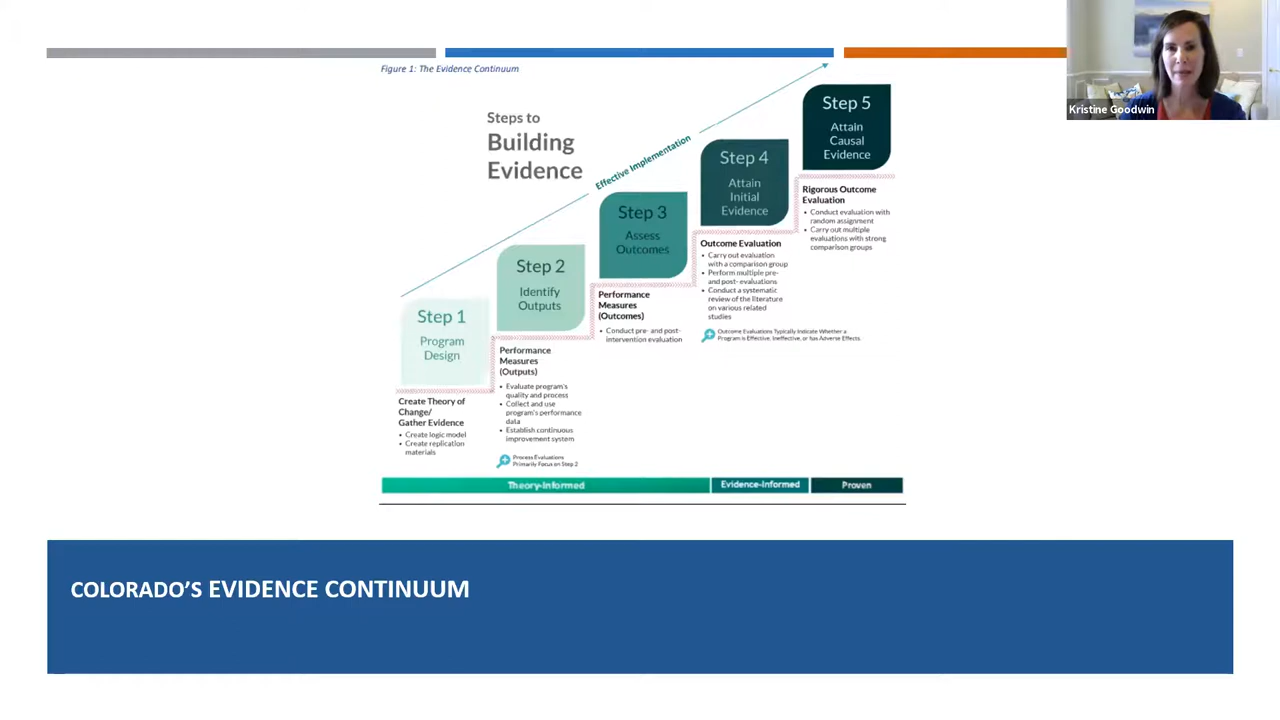 Figure 1: The Evidence Continuum
Kristine Goodwin
Steps to
Building
Evidence
Effective Implementation
Step 1
Program
Design
Create Theory of
Change/
Gather Evidence
• Create logic model
• Create replication
materials
Step 2
Identify
Outputs
Performance
Measures
(Outputs)
• Evaluate program's
quality and process
• Collect and use
program's performance
data
• Establish continuous
improvement system
Process Evaluations
Primarily Focus on Step 2
Step 3
Assess
Outcomes
Performance
Measures
(Outcomes)
• Conduct pre- and post-
intervention evaluation
Step 4
Attain
Initial
Evidence
Outcome Evaluation
• Carry out evaluation
with a comparison group
• Perform multiple pre-
and post-evaluations
• Conduct a systematic
review of the literature
on various related
studies
Outcome Evaluations Typically Indicate Whether a
Program is Effective, Ineffective, or has Adverse Effects.
Step 5
Attain
Causal
Evidence
Rigorous Outcome
Evaluation
• Conduct evaluation with
random assignment
• Carry out multiple
evaluations with strong
comparison groups
Theory-Informed
Evidence-Informed
Proven
COLORADO'S EVIDENCE CONTINUUM